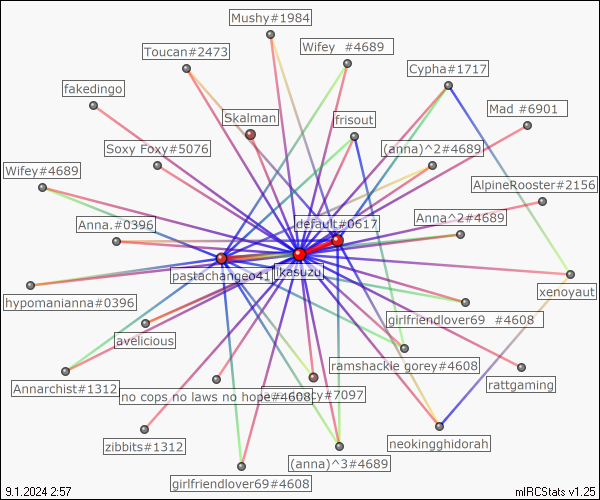 Mushy#1984
Wifey #4689
Toucan#2473
Cypha#1717
fakedingo
Mad #6901
Skalman
frisout
Soxy Foxy#5076
(anna)^2#4689
Wifey#4689
AlpineRooster#2156
Anna.#0396
default#0617
Anna^2#4689
pastachangeo41
kasuzu
xenoyaut
hypomanianna#0396
girlfriendlover69 #4608
avelicious
ramshackle gorey#4608
Annarchist#1312
rattgaming
no cops no laws no hope#4608
cy#7097
zibbits#1312
neokingghidorah
(anna)^3#4689
girlfriendlover69#4608
9.1.2024 2:57
mIRCStats v1.25